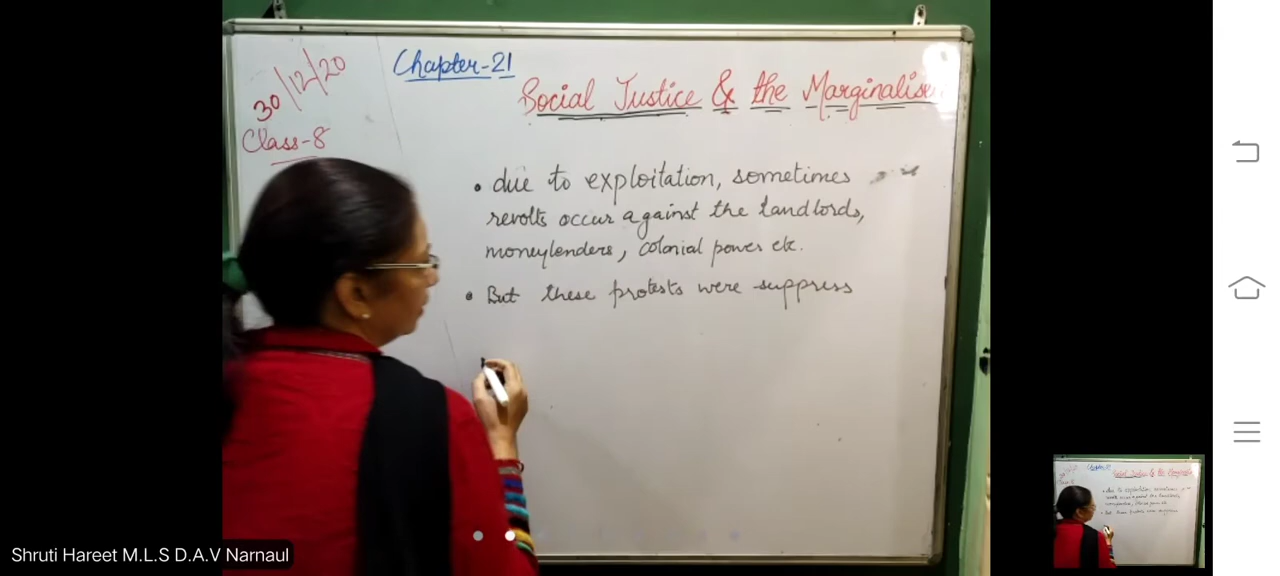 30/12/20
Class-8
Chapter-21
Social Justice & the Marginalised
• due to exploitation, sometimes
revolts occur against the landlords,
moneylenders, colonial power etc.
• But these protests were suppress
Shruti Hareet M.L.S D.A.V Narnaul